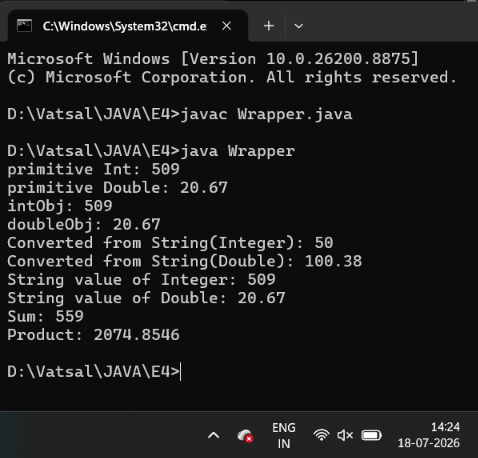 C:\Windows\System32\cmd.e
Microsoft Windows [Version 10.0.26200.8875]
(c) Microsoft Corporation. All rights reserved.
D:\Vatsal\JAVA\E4>javac Wrapper.java
D:\Vatsal\JAVA\E4>java Wrapper
primitive Int: 509
primitive Double: 20.67
intObj: 509
doubleObj: 20.67
Converted from String(Integer): 50
Converted from String(Double): 100.38
String value of Integer: 509
String value of Double: 20.67
Sum: 559
Product: 2074.8546
D:\Vatsal\JAVA\E4>
ENG
IN
14:24
18-07-2026